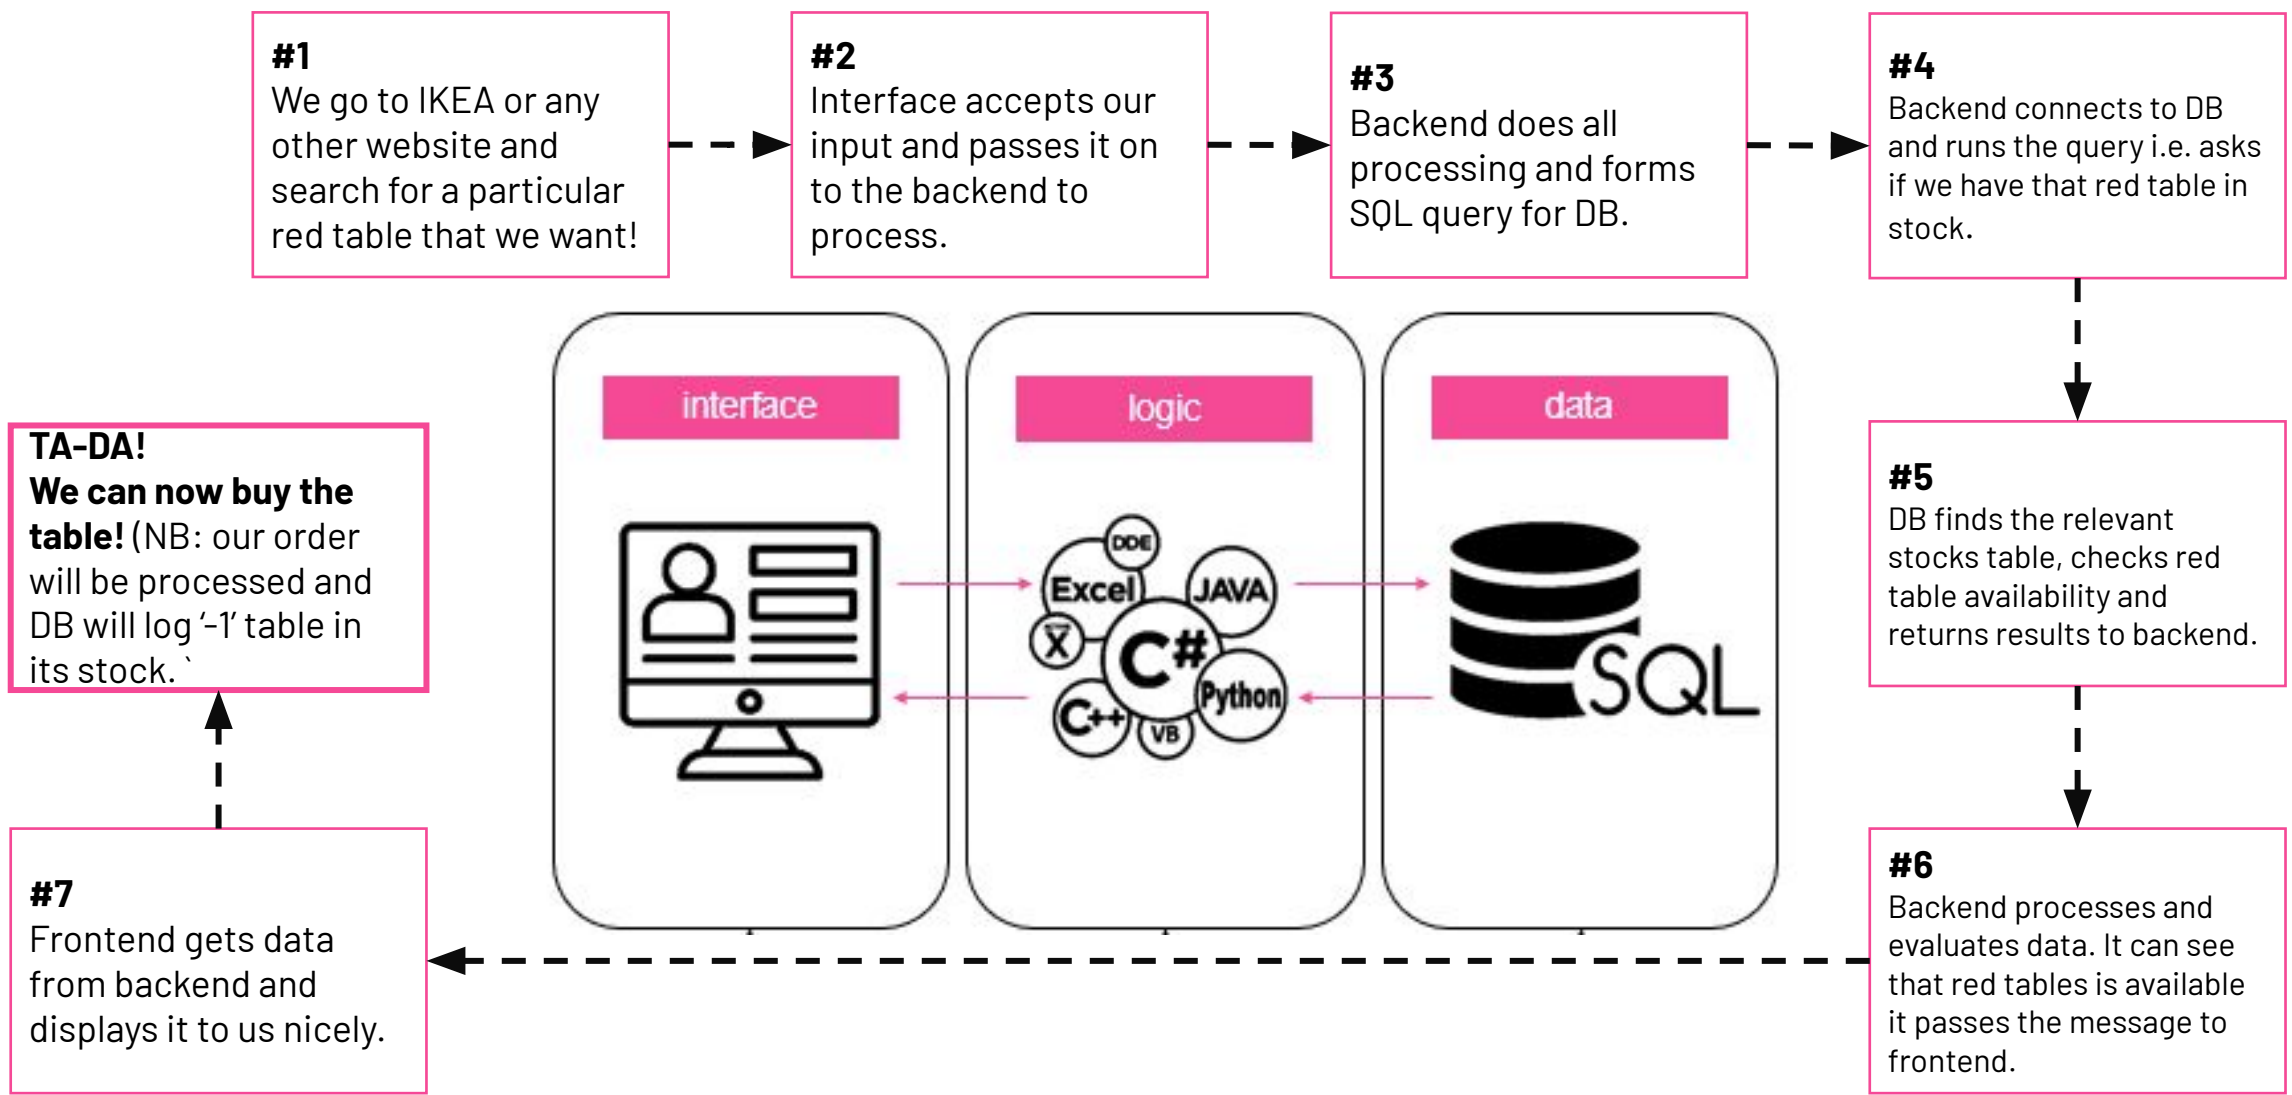 #1
We go to IKEA or any
other website and
search for a particular
red table that we want!
#2
Interface accepts our
input and passes it on
to the backend to
process.
#3
Backend does all
processing and forms
SQL query for DB.
#4
Backend connects to DB
and runs the query i.e. asks
if we have that red table in
stock.
interface
logic
data
DDE
Excel
JAVA
X
C#
Python
C++
VB
SQL
#5
DB finds the relevant
stocks table, checks red
table availability and
returns results to backend.
#6
Backend processes and
evaluates data. It can see
that red tables is available
it passes the message to
frontend.
#7
Frontend gets data
from backend and
displays it to us nicely.
TA-DA!
We can now buy the
table! (NB: our order
will be processed and
DB will log ‘-1’ table in
its stock. `